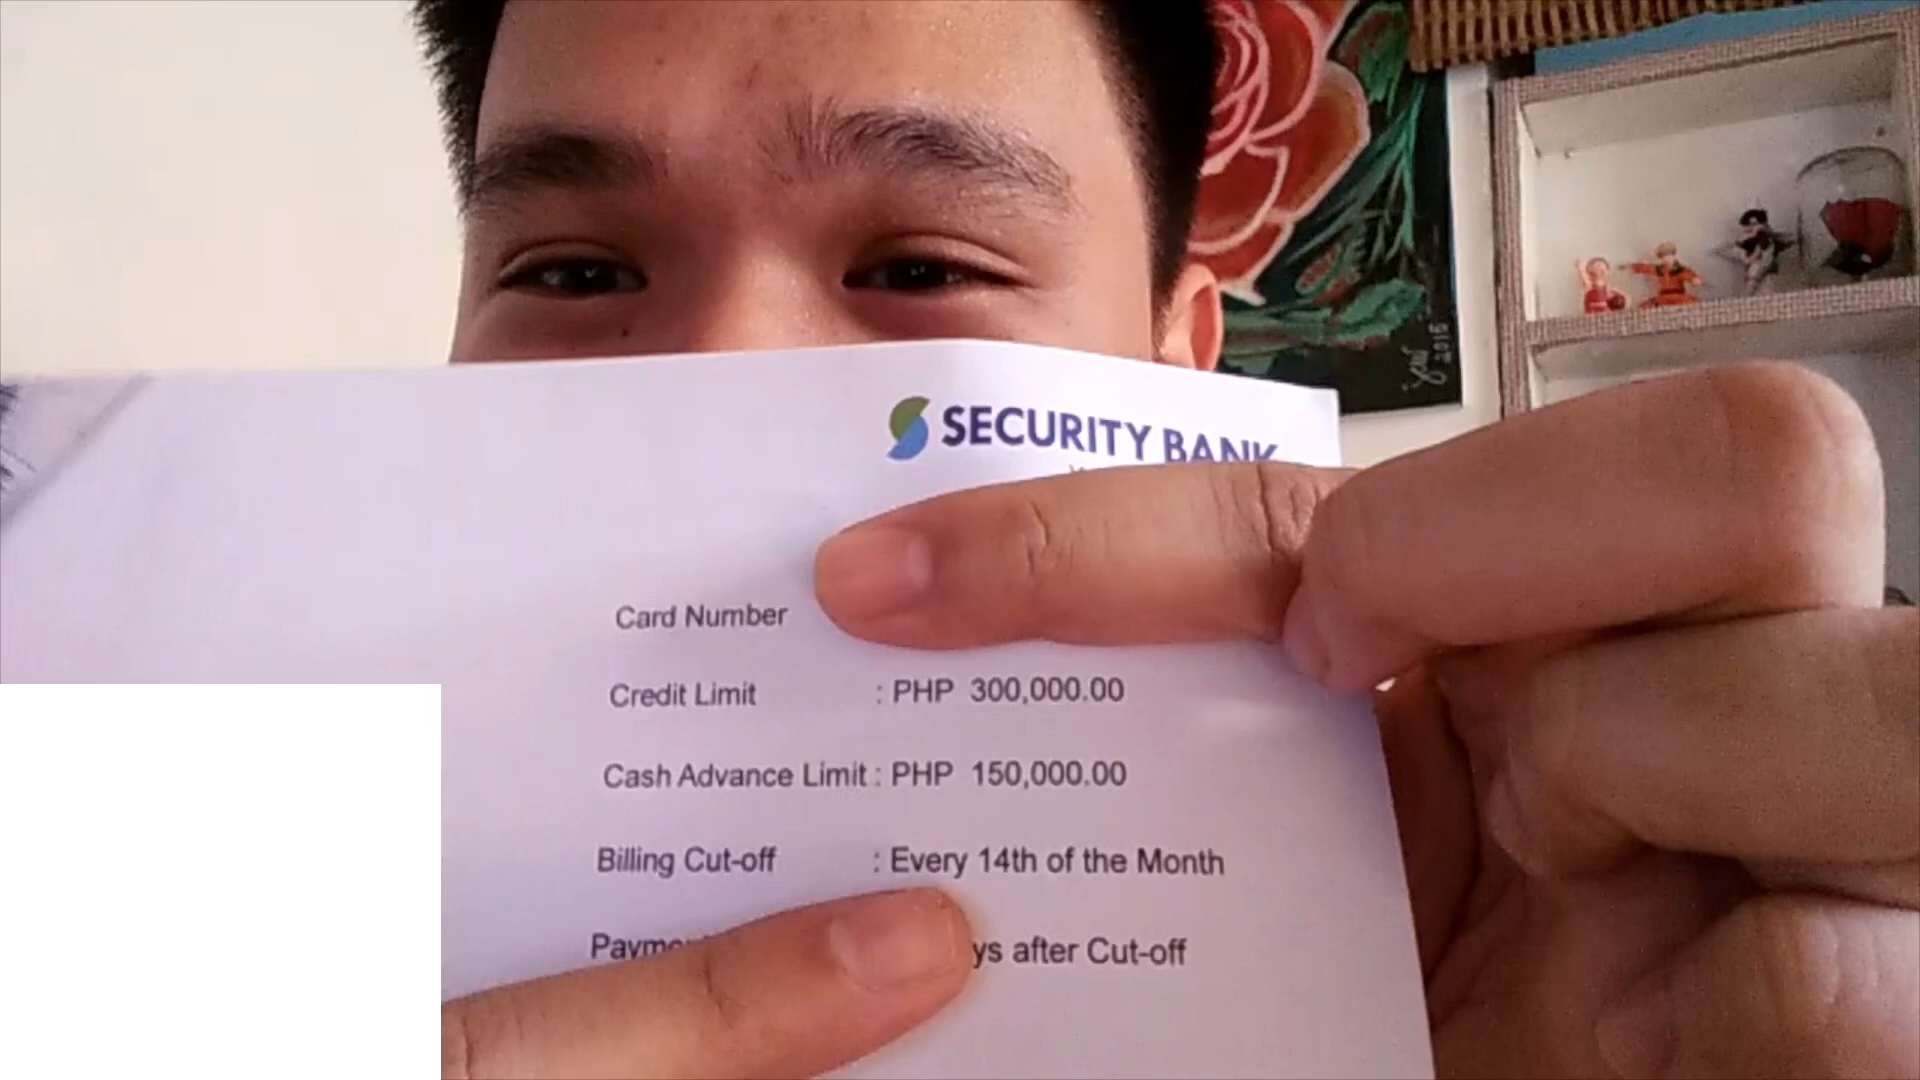 SECURITY BANK
Card Number
Credit Limit : PHP 300,000.00
Cash Advance Limit : PHP 150,000.00
Billing Cut-off : Every 14th of the Month
after Cut-off
2015